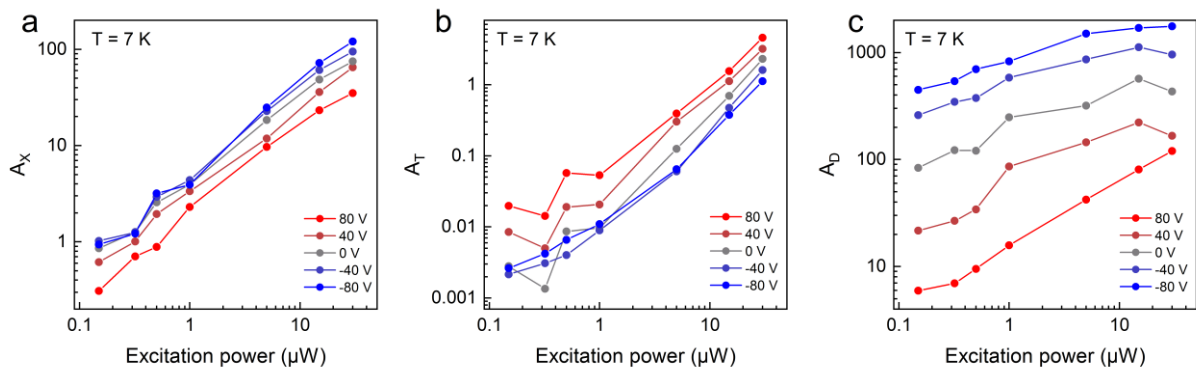 a
T = 7 K
A_X
100
10
1
0.1
1
10
Excitation power (µW)
80 V
40 V
0 V
-40 V
-80 V
b
T = 7 K
A_T
1
0.1
0.01
0.001
0.1
1
10
Excitation power (µW)
80 V
40 V
0 V
-40 V
-80 V
c
T = 7 K
A_D
1000
100
10
0.1
1
10
Excitation power (µW)
80 V
40 V
0 V
-40 V
-80 V